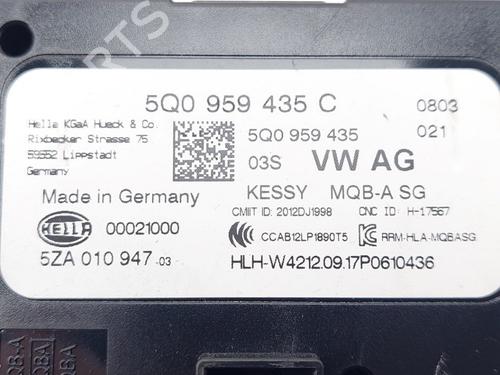 5Q0 959 435 C 0803
Hella KGaA Hueck & Co. 5Q0 959 435 021
Rixbecker Strasse 75
59552 Lippstadt 03S VW AG
Germany
KESSY MQB-A SG
Made in Germany CMIIT ID: 2012DJ1998 CNC ID: H-17567
HELLA 00021000 CCC CCAB12LP1890T5 RRM-HLA-MQBASG
5ZA 010 947-03 HLH-W4212.09.17P0610436